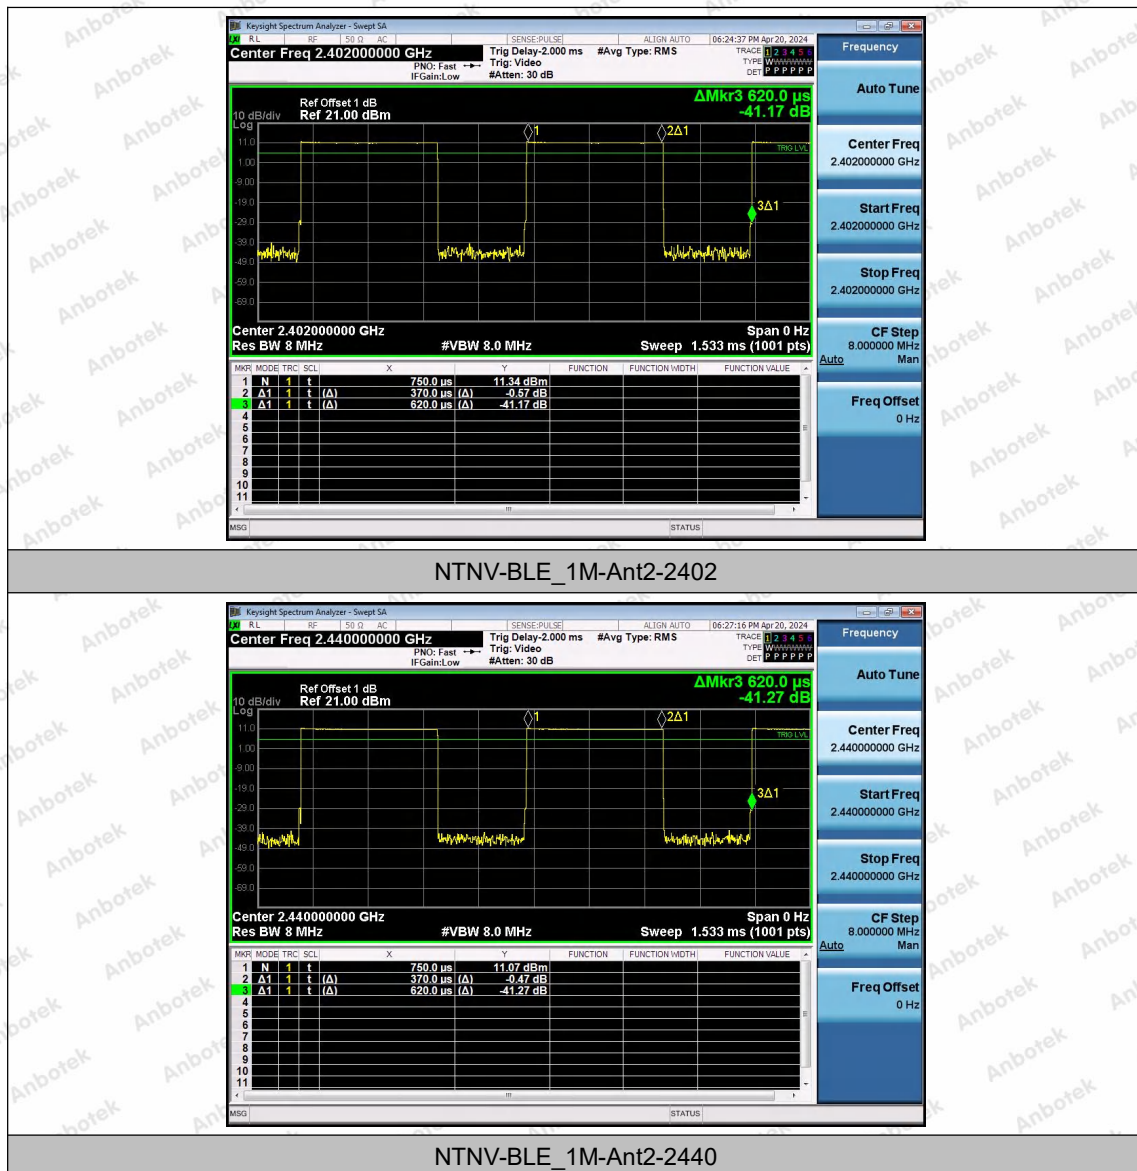 Keysight Spectrum Analyzer - Swept SA
RL RF 50 Ω AC SENSE:PULSE ALIGN AUTO 06:24:37 PM Apr 20, 2024
Center Freq 2.402000000 GHz Trig Delay-2.000 ms #Avg Type: RMS TRACE 1 2 3 4 5 6
PNO: Fast Trig: Video TYPE W
IFGain:Low #Atten: 30 dB DET P P P P P P
Frequency
ΔMkr3 620.0 µs
-41.17 dB
Ref Offset 1 dB
10 dB/div Ref 21.00 dBm
Log
11.0
1.00
-9.00
-19.0
-29.0
-39.0
-49.0
-59.0
-69.0
1
2Δ1
TRIG LVL
3Δ1
Center 2.402000000 GHz Span 0 Hz
Res BW 8 MHz #VBW 8.0 MHz Sweep 1.533 ms (1001 pts)
MKR MODE TRC SCL X Y FUNCTION FUNCTION WIDTH FUNCTION VALUE
1 N 1 t 750.0 µs 11.34 dBm
2 Δ1 1 t (Δ) 370.0 µs (Δ) -0.57 dB
3 Δ1 1 t (Δ) 620.0 µs (Δ) -41.17 dB
4
5
6
7
8
9
10
11
MSG STATUS
Auto Tune
Center Freq
2.402000000 GHz
Start Freq
2.402000000 GHz
Stop Freq
2.402000000 GHz
CF Step
8.000000 MHz
Auto Man
Freq Offset
0 Hz
NTNV-BLE_1M-Ant2-2402
Keysight Spectrum Analyzer - Swept SA
RL RF 50 Ω AC SENSE:PULSE ALIGN AUTO 06:27:16 PM Apr 20, 2024
Center Freq 2.440000000 GHz Trig Delay-2.000 ms #Avg Type: RMS TRACE 1 2 3 4 5 6
PNO: Fast Trig: Video TYPE W
IFGain:Low #Atten: 30 dB DET P P P P P P
Frequency
ΔMkr3 620.0 µs
-41.27 dB
Ref Offset 1 dB
10 dB/div Ref 21.00 dBm
Log
11.0
1.00
-9.00
-19.0
-29.0
-39.0
-49.0
-59.0
-69.0
1
2Δ1
TRIG LVL
3Δ1
Center 2.440000000 GHz Span 0 Hz
Res BW 8 MHz #VBW 8.0 MHz Sweep 1.533 ms (1001 pts)
MKR MODE TRC SCL X Y FUNCTION FUNCTION WIDTH FUNCTION VALUE
1 N 1 t 750.0 µs 11.07 dBm
2 Δ1 1 t (Δ) 370.0 µs (Δ) -0.47 dB
3 Δ1 1 t (Δ) 620.0 µs (Δ) -41.27 dB
4
5
6
7
8
9
10
11
MSG STATUS
Auto Tune
Center Freq
2.440000000 GHz
Start Freq
2.440000000 GHz
Stop Freq
2.440000000 GHz
CF Step
8.000000 MHz
Auto Man
Freq Offset
0 Hz
NTNV-BLE_1M-Ant2-2440
Anbotek